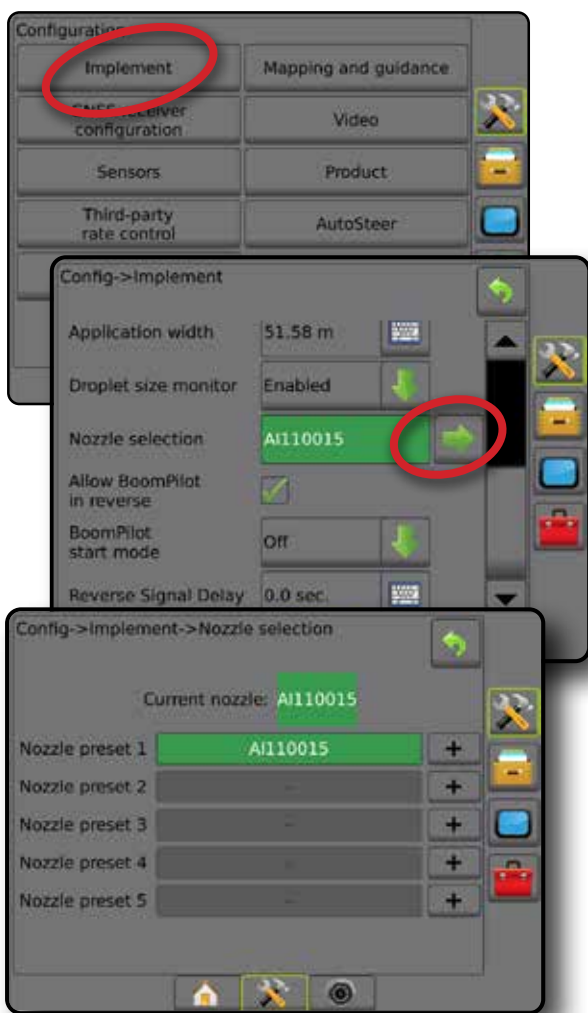 Configuration
Implement
Mapping and guidance
GNSS receiver
configuration
Video
Sensors
Product
Third-party
rate control
AutoSteer
Config->Implement
Application width
51.58 m
Droplet size monitor
Enabled
Nozzle selection
AI110015
Allow BoomPilot
in reverse
BoomPilot
start mode
Off
Reverse Signal Delay
0.0 sec.
Config->Implement->Nozzle selection
Current nozzle: AI110015
Nozzle preset 1 AI110015 +
Nozzle preset 2 - +
Nozzle preset 3 - +
Nozzle preset 4 - +
Nozzle preset 5 - +